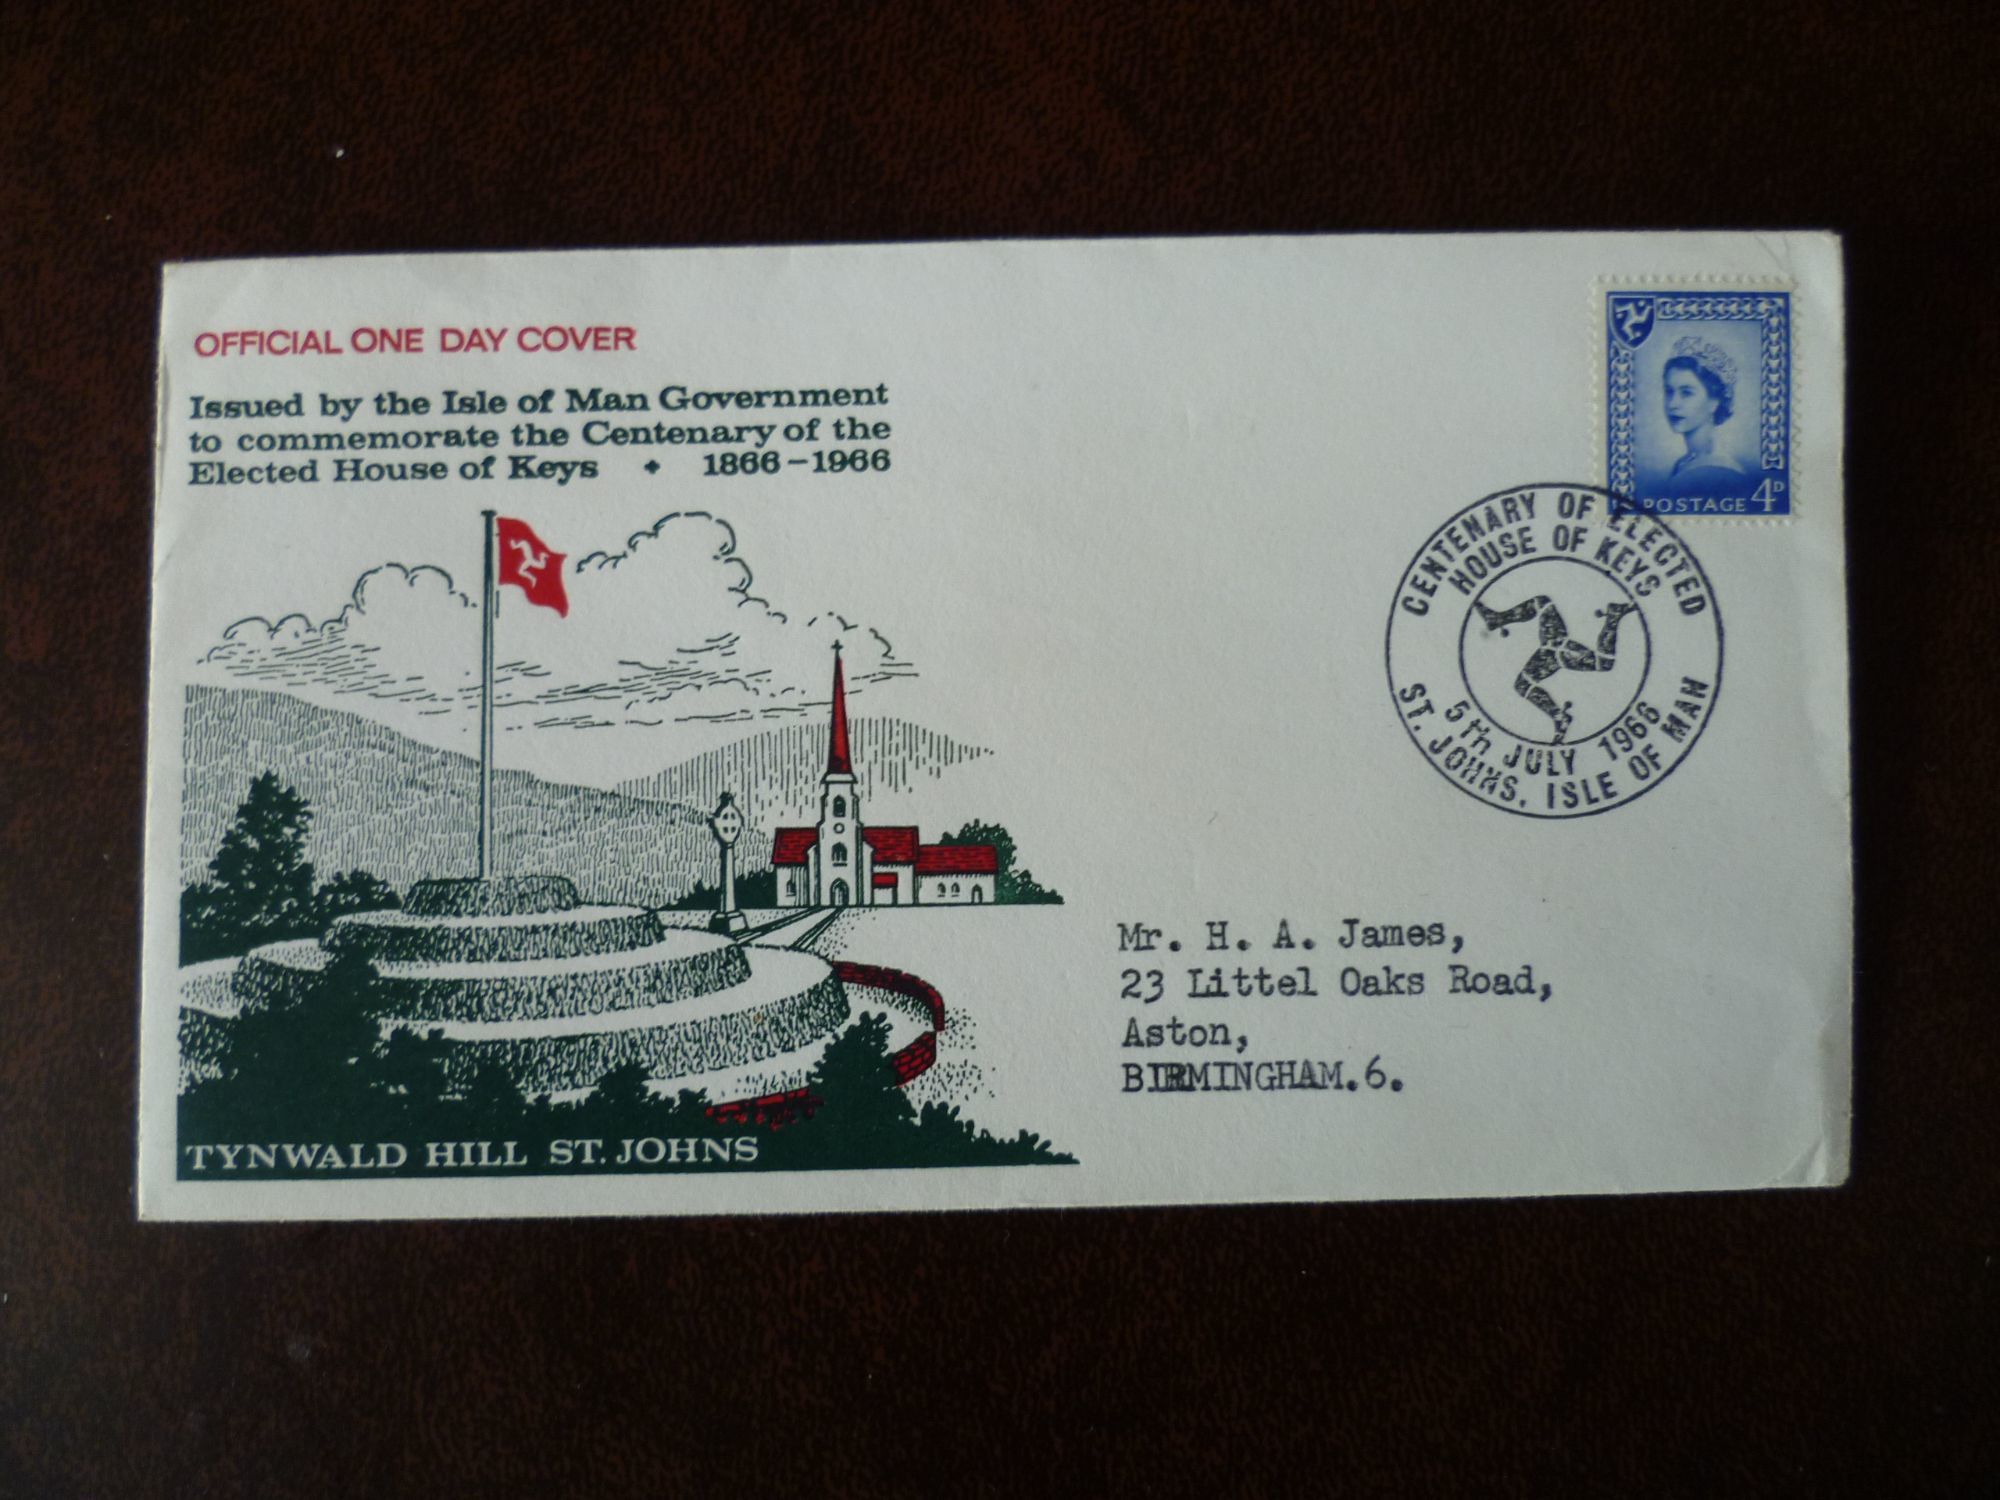 OFFICIAL ONE DAY COVER
Issued by the Isle of Man Government
to commemorate the Centenary of the
Elected House of Keys ♦ 1866-1966
TYNWALD HILL ST. JOHNS
POSTAGE 4D
CENTENARY OF ELECTED
HOUSE OF KEYS
5th JULY 1966
ST. JOHNS, ISLE OF MAN
Mr. H. A. James,
23 Littel Oaks Road,
Aston,
BIRMINGHAM.6.